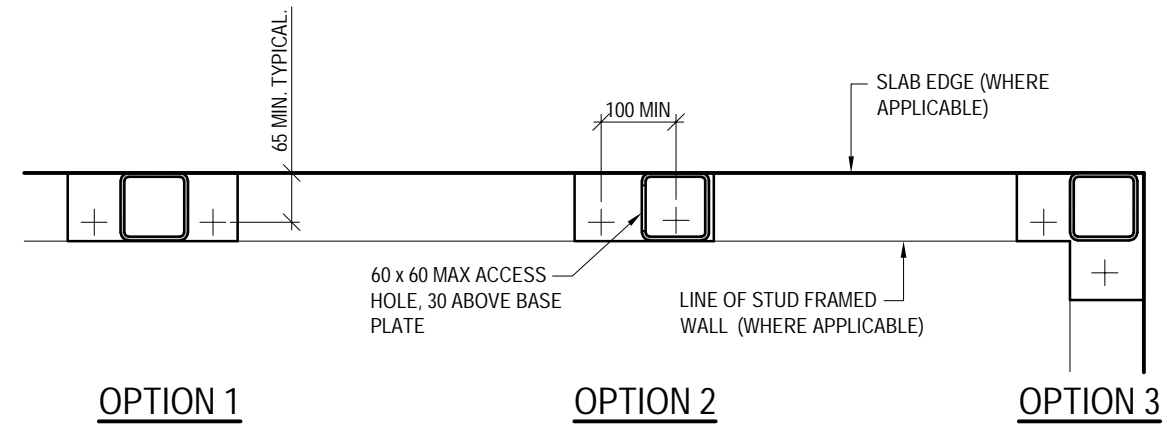 65 MIN. TYPICAL.
100 MIN
SLAB EDGE (WHERE
APPLICABLE)
60 x 60 MAX ACCESS
HOLE, 30 ABOVE BASE
PLATE
LINE OF STUD FRAMED
WALL (WHERE APPLICABLE)
OPTION 1
OPTION 2
OPTION 3